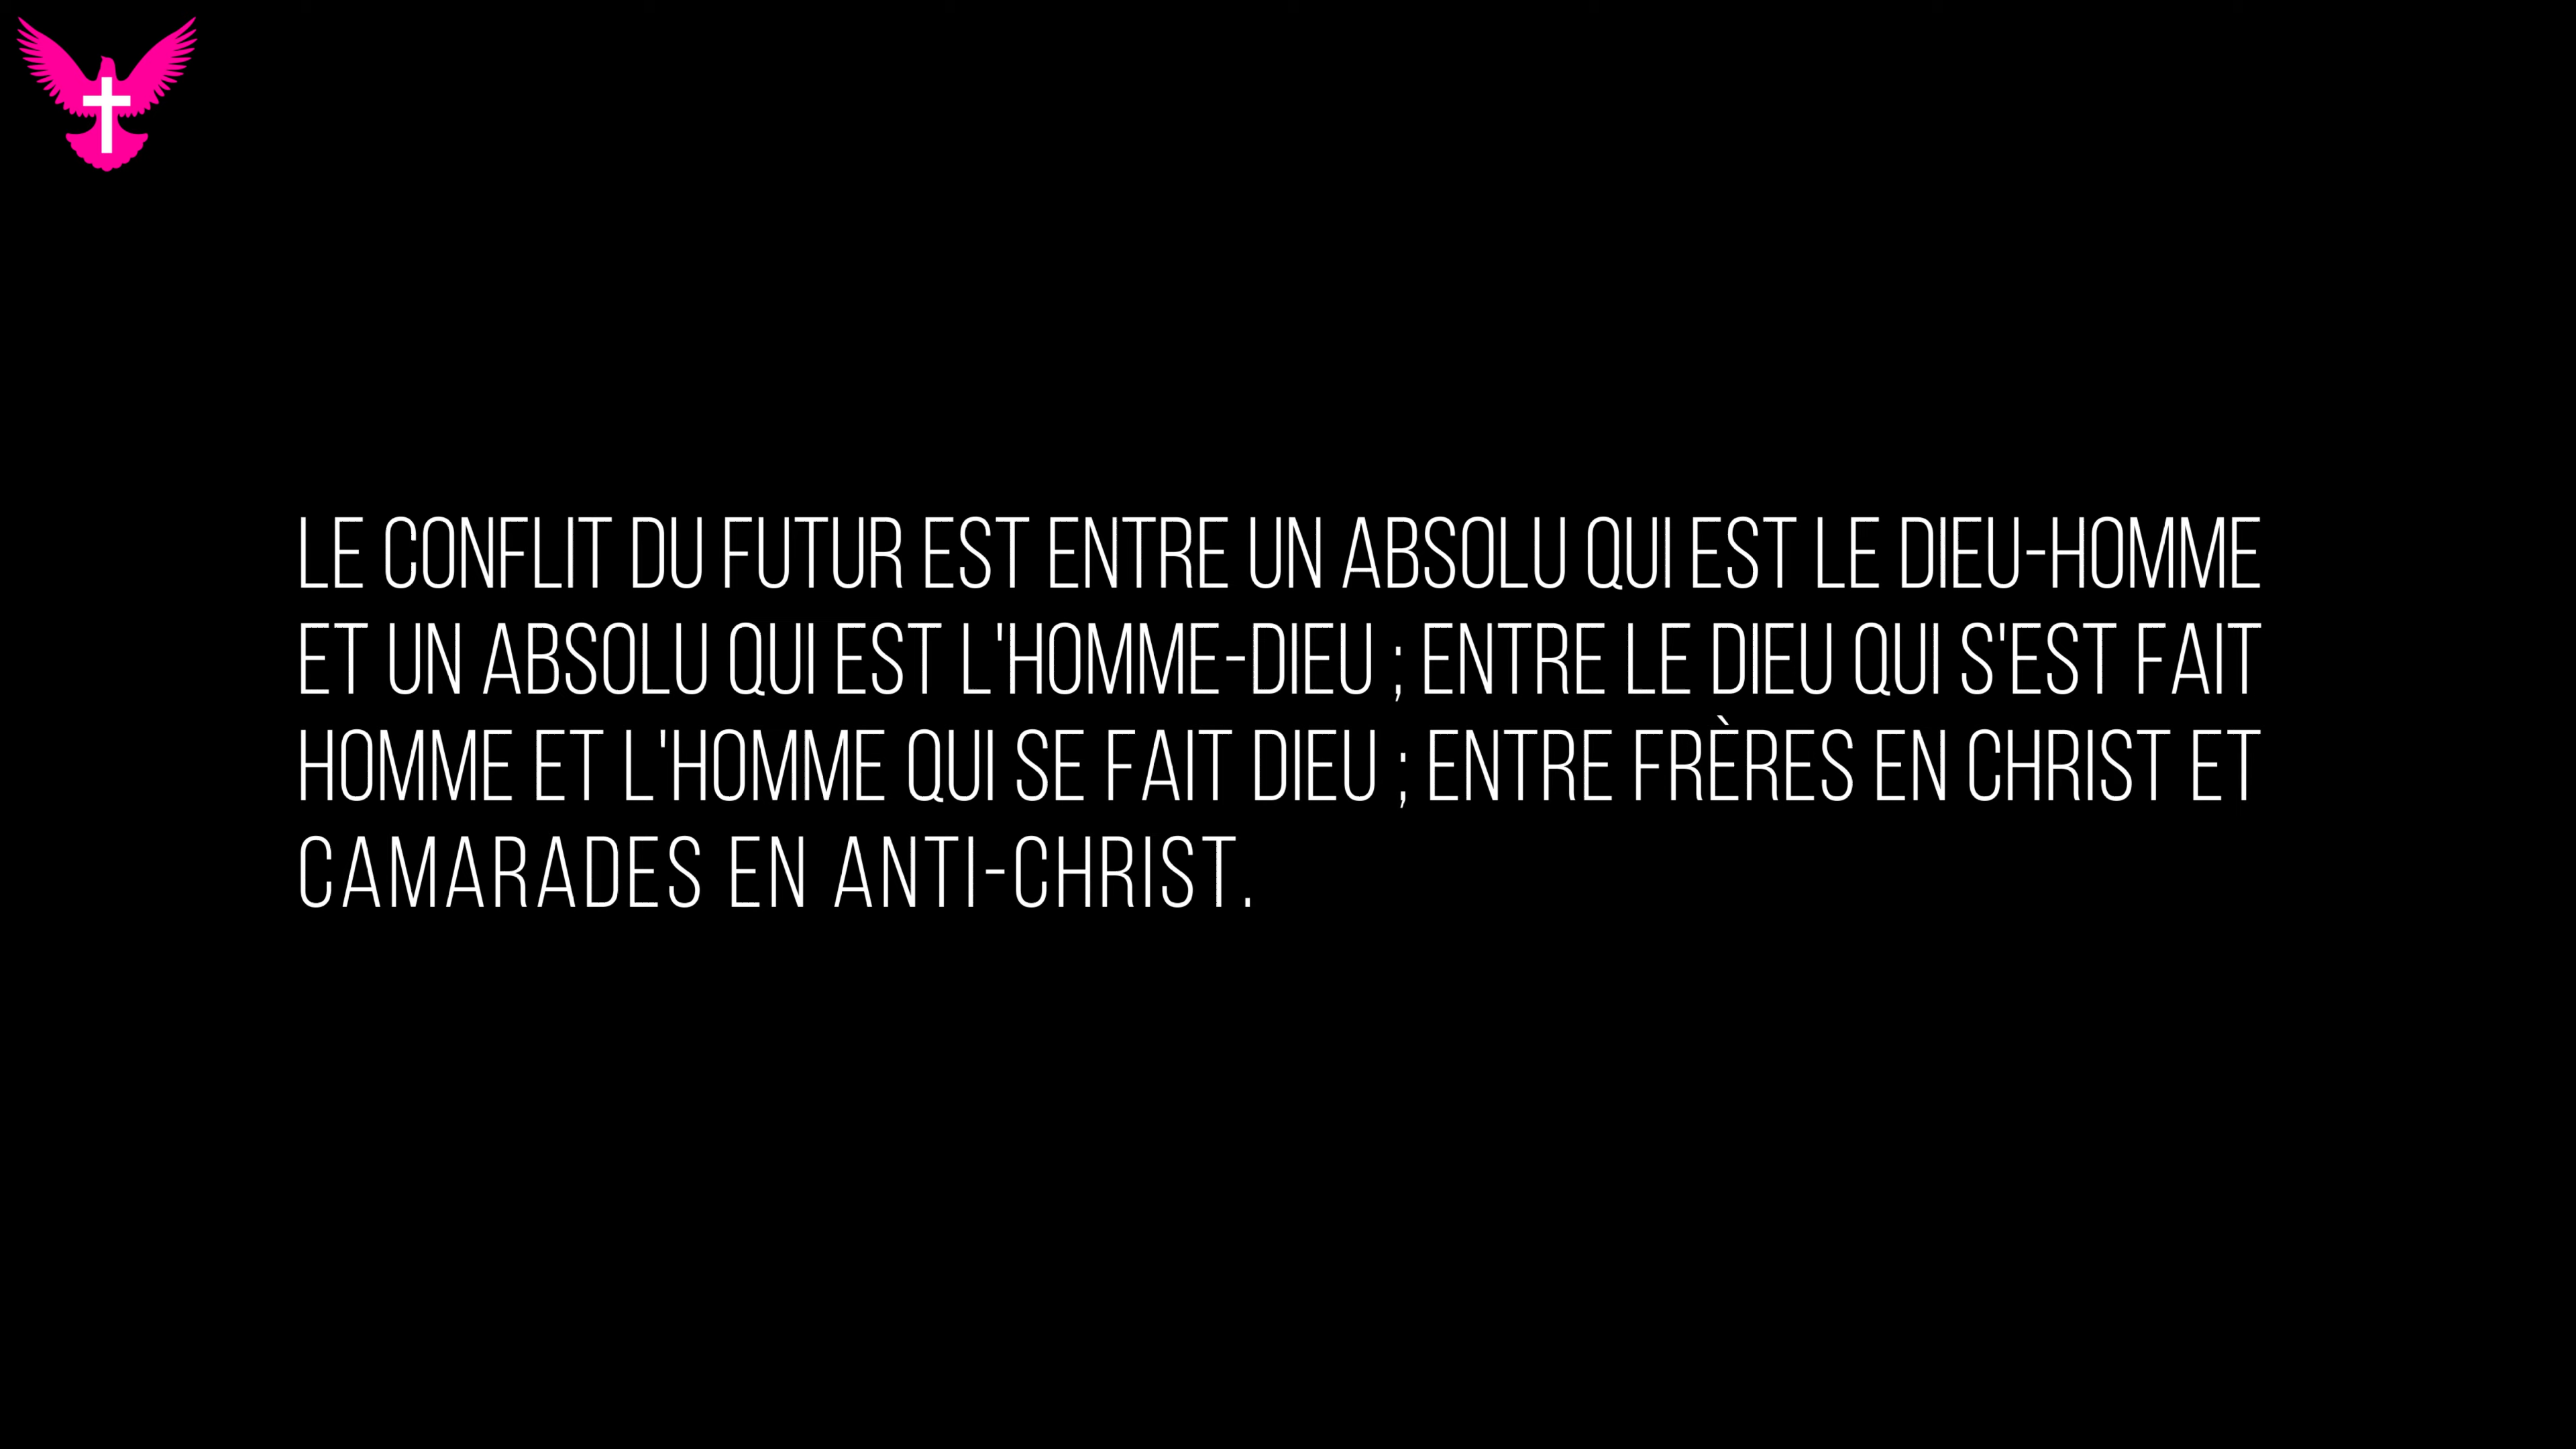 LE CONFLIT DU FUTUR EST ENTRE UN ABSOLU QUI EST LE DIEU-HOMME
ET UN ABSOLU QUI EST L'HOMME-DIEU ; ENTRE LE DIEU QUI S'EST FAIT
HOMME ET L'HOMME QUI SE FAIT DIEU ; ENTRE FRÈRES EN CHRIST ET
CAMARADES EN ANTI-CHRIST.